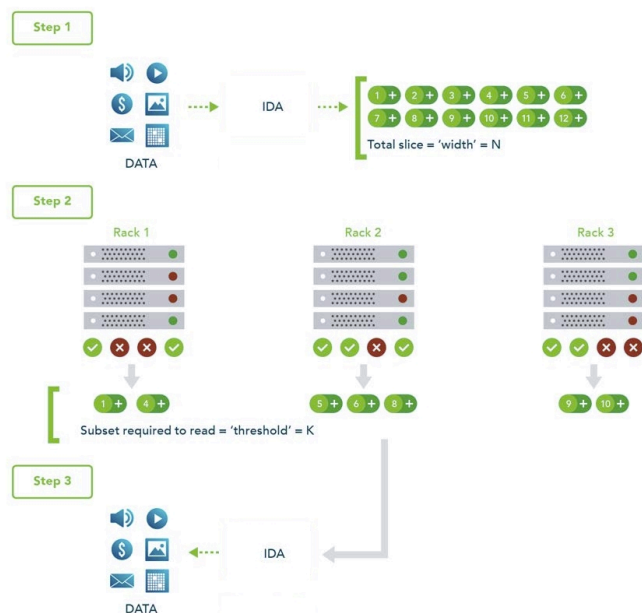 Step 1
$
DATA
IDA
1 + 2 + 3 + 4 + 5 + 6 +
7 + 8 + 9 + 10 + 11 + 12 +
Total slice = ‘width’ = N
Step 2
Rack 1 Rack 2 Rack 3
1 + 4 + 5 + 6 + 8 + 9 + 10 +
Subset required to read = ‘threshold’ = K
Step 3
$
IDA
DATA